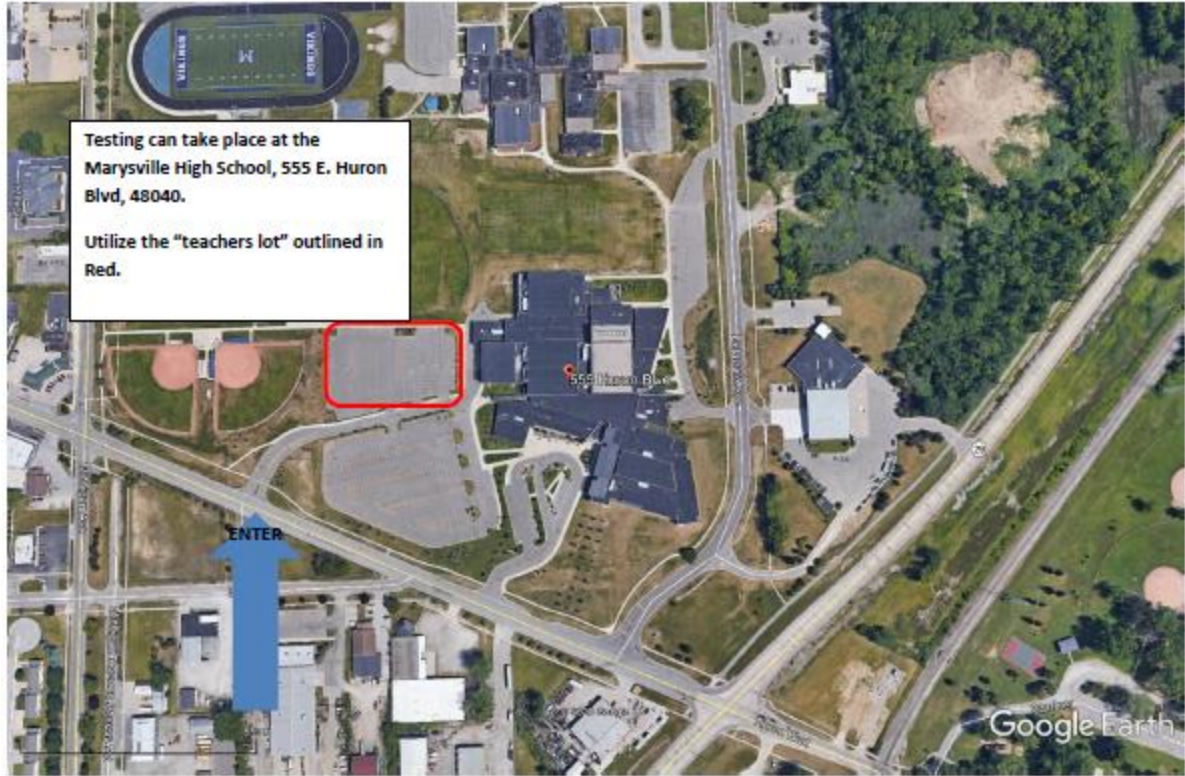 VIKINGS
M
VIKINGS
Testing can take place at the
Marysville High School, 555 E. Huron
Blvd, 48040.
Utilize the “teachers lot” outlined in
Red.
555 Huron Blvd
ENTER
Google Earth